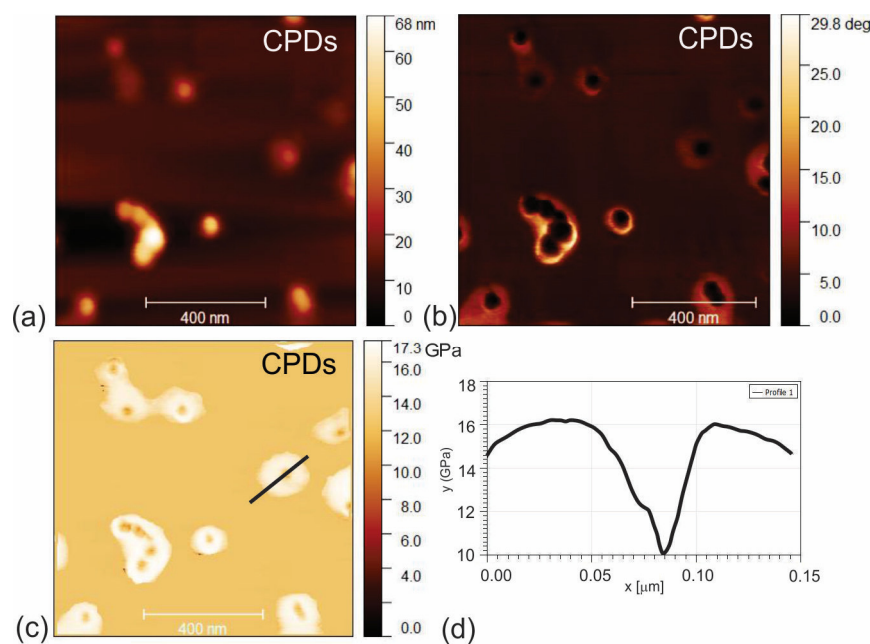 CPDs
68 nm
60
50
40
30
20
10
0
400 nm
(a)
CPDs
29.8 deg
25.0
20.0
15.0
10.0
5.0
0.0
400 nm
(b)
CPDs
17.3 GPa
16.0
14.0
12.0
10.0
8.0
6.0
4.0
0.0
400 nm
(c)
Profile 1
18
16
14
12
10
y (GPa)
0.00
0.05
0.10
0.15
x [µm]
(d)